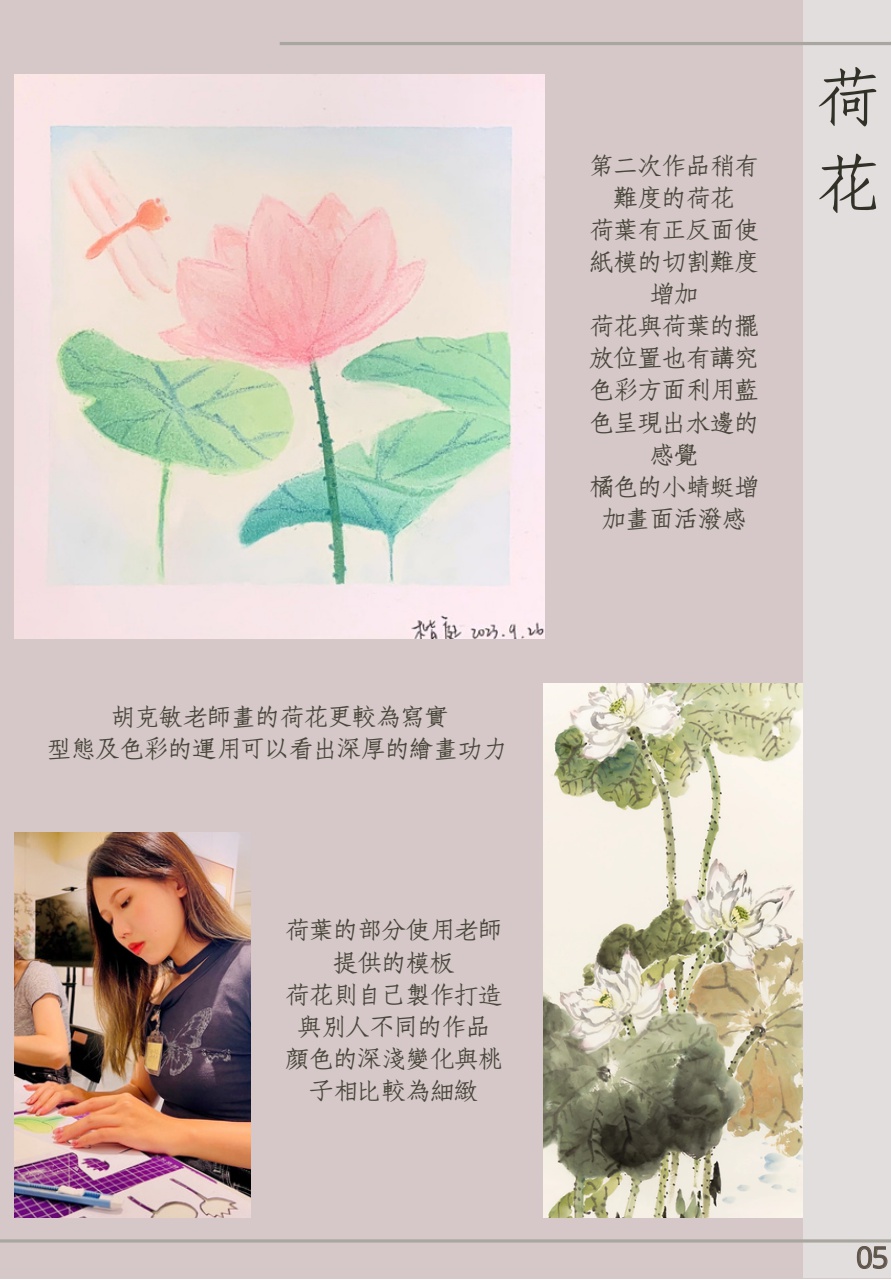 荷花
第二次作品稍有
難度的荷花
荷葉有正反面使
紙模的切割難度
增加
荷花與荷葉的擺
放位置也有講究
色彩方面利用藍
色呈現出水邊的
感覺
橘色的小蜻蜓增
加畫面活潑感
2023.9.26
胡克敏老師畫的荷花更較為寫實
型態及色彩的運用可以看出深厚的繪畫功力
荷葉的部分使用老師
提供的模板
荷花則自己製作打造
與別人不同的作品
顏色的深淺變化與桃
子相比較為細緻
05